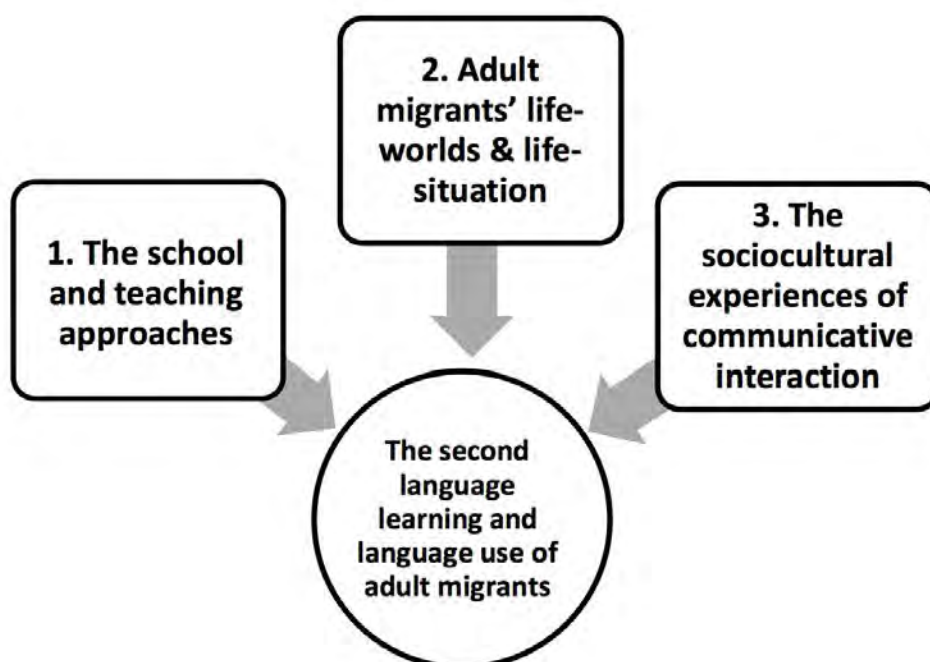 1. The school
and teaching
approaches
2. Adult
migrants’ life-
worlds & life-
situation
3. The
sociocultural
experiences of
communicative
interaction
The second
language
learning and
language use of
adult migrants